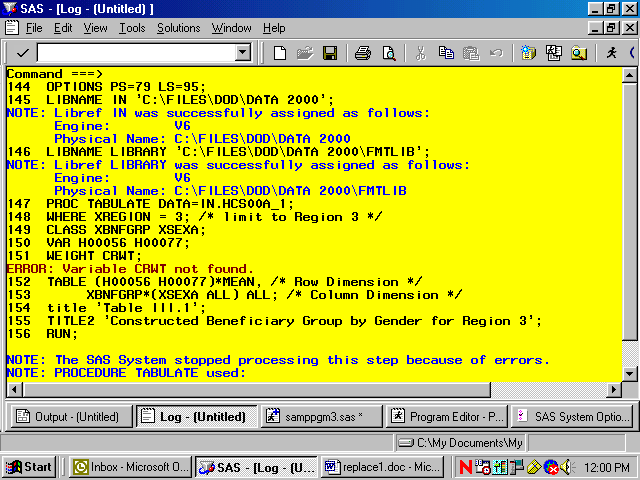 SAS - [Log - (Untitled) ]
File Edit View Tools Solutions Window Help
Command ===>
144 OPTIONS PS=79 LS=95;
145 LIBNAME IN 'C:\FILES\DOD\DATA 2000';
NOTE: Libref IN was successfully assigned as follows:
Engine: V6
Physical Name: C:\FILES\DOD\DATA 2000
146 LIBNAME LIBRARY 'C:\FILES\DOD\DATA 2000\FMTLIB';
NOTE: Libref LIBRARY was successfully assigned as follows:
Engine: V6
Physical Name: C:\FILES\DOD\DATA 2000\FMTLIB
147 PROC TABULATE DATA=IN.HCS00A_1;
148 WHERE XREGION = 3; /* limit to Region 3 */
149 CLASS XBNFGRP XSEXA;
150 VAR H00056 H00077;
151 WEIGHT CRWT;
ERROR: Variable CRWT not found.
152 TABLE (H00056 H00077)*MEAN, /* Row Dimension */
153 XBNFGRP*(XSEXA ALL) ALL; /* Column Dimension */
154 title 'Table III.1';
155 TITLE2 'Constructed Beneficiary Group by Gender for Region 3';
156 RUN;
NOTE: The SAS System stopped processing this step because of errors.
NOTE: PROCEDURE TABULATE used:
Output - (Untitled) Log - (Untitled) samppgm3.sas * Program Editor - P... SAS System Optio...
C:\My Documents\My
Start Inbox - Microsoft O... SAS - [Log - (U... replace1.doc - Mic... 12:00 PM